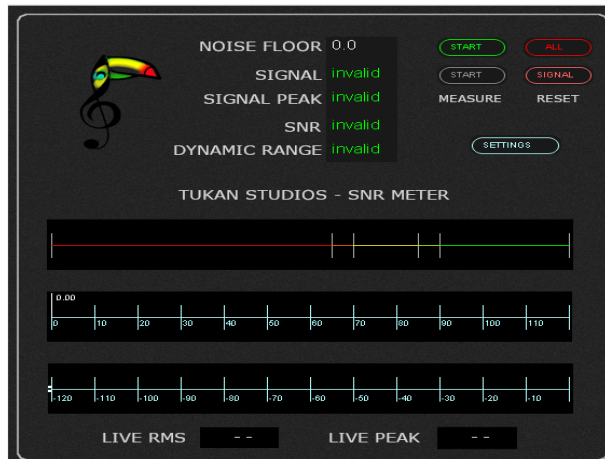 NOISE FLOOR 0.0 START ALL
SIGNAL invalid START SIGNAL
SIGNAL PEAK invalid MEASURE RESET
SNR invalid
DYNAMIC RANGE invalid SETTINGS
TUKAN STUDIOS - SNR METER
0.00
0 10 20 30 40 50 60 70 80 90 100 110
-120 -110 -100 -90 -80 -70 -60 -50 -40 -30 -20 -10
LIVE RMS -- LIVE PEAK --